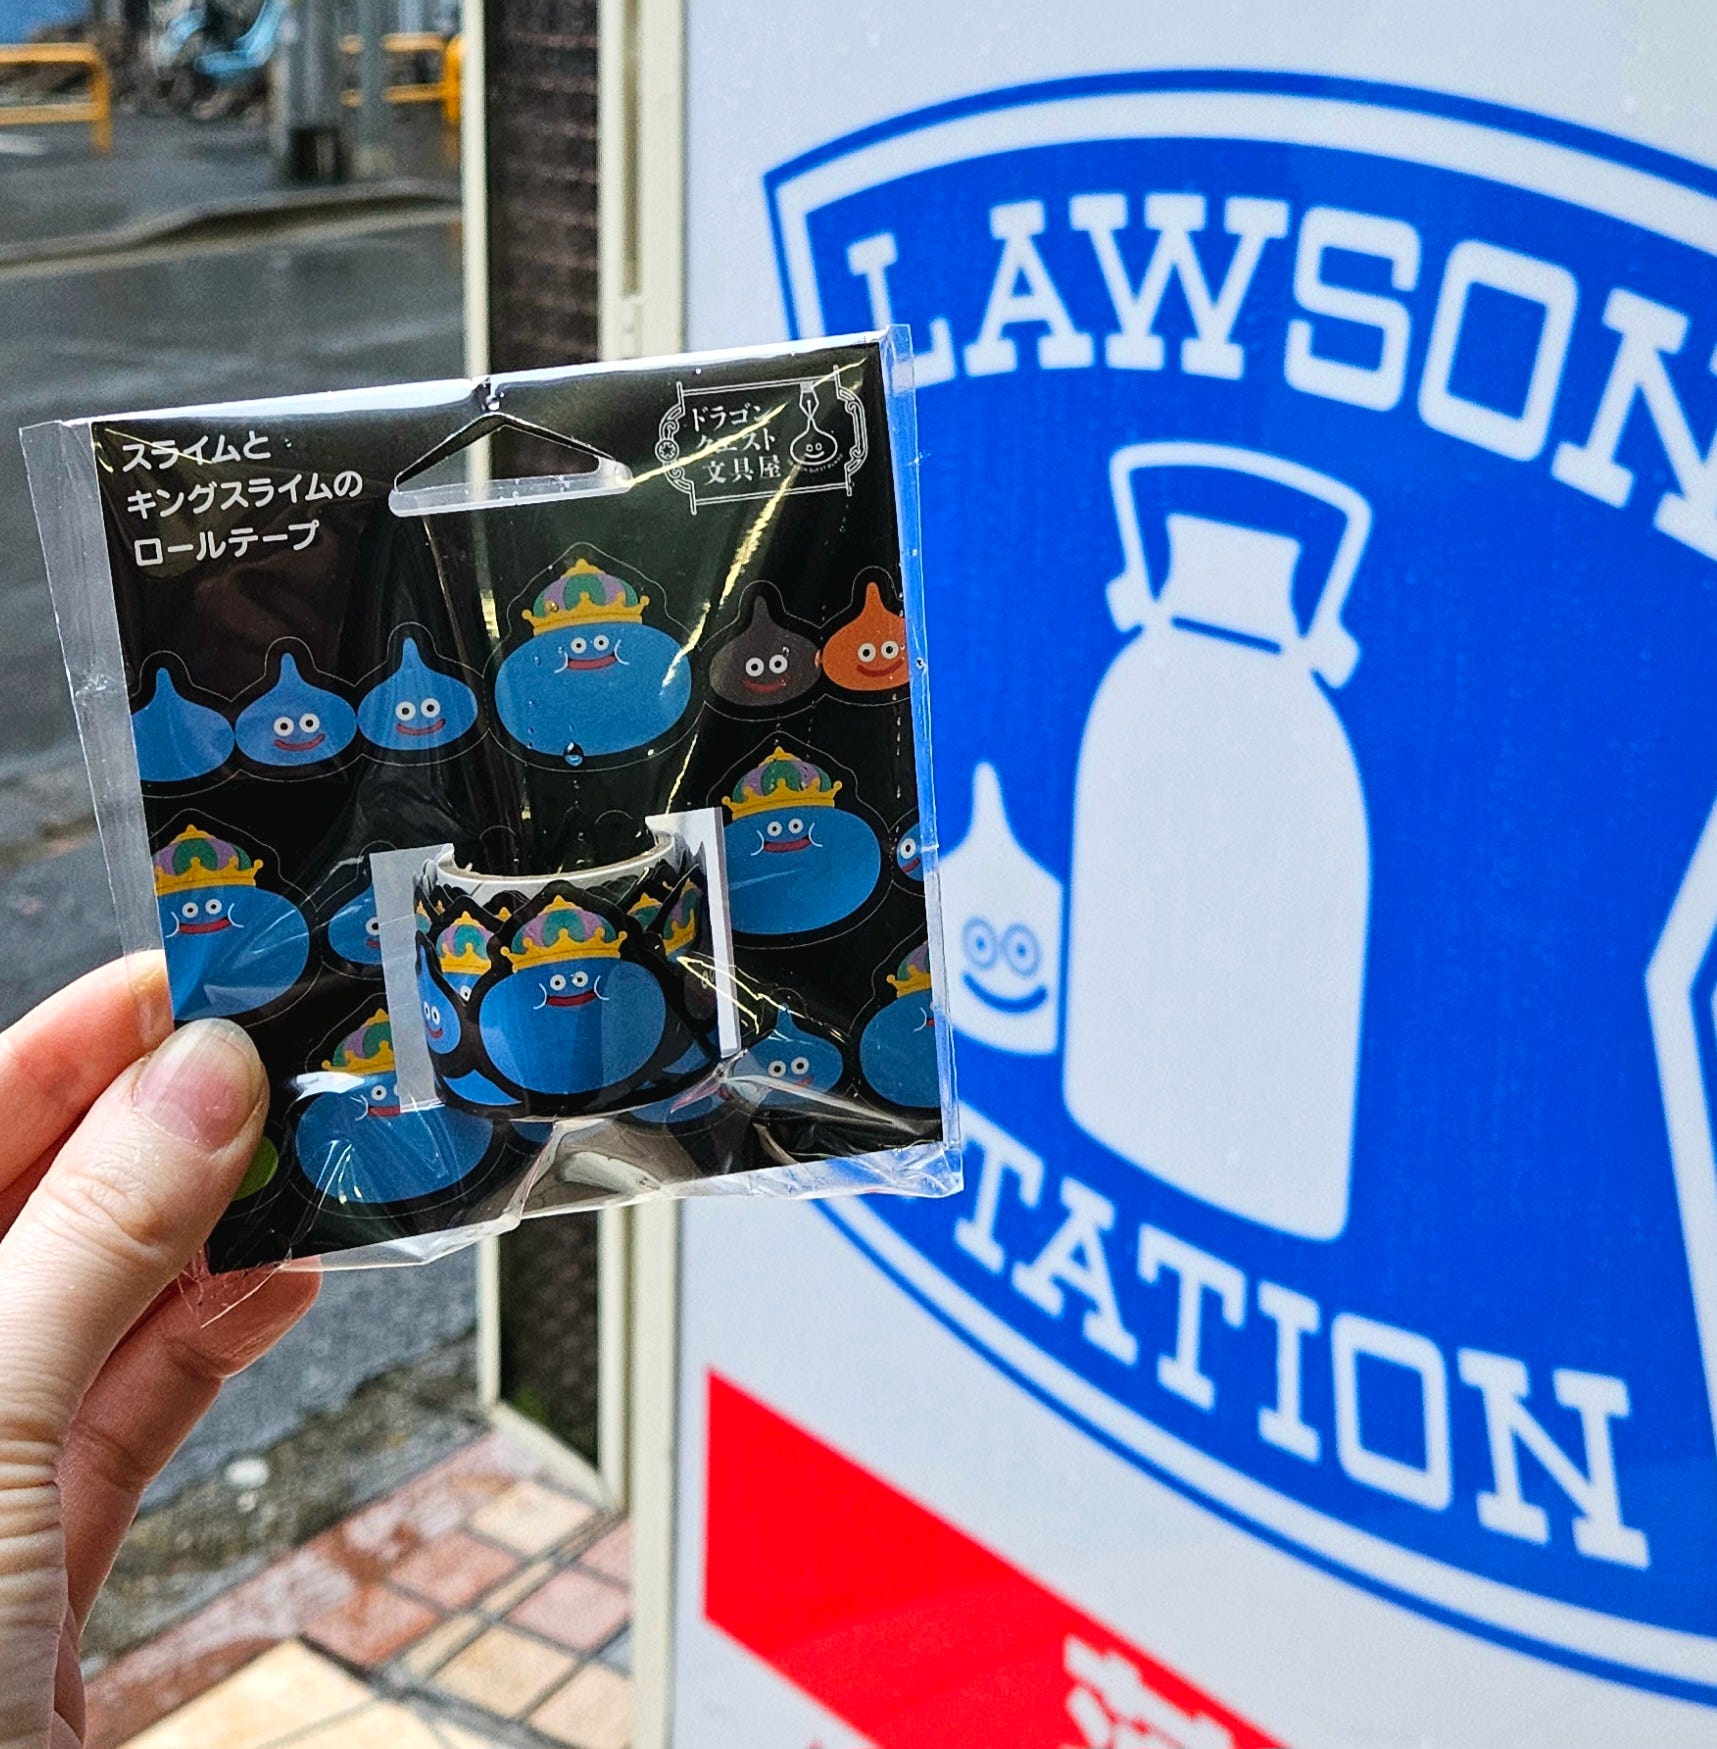 スライムと
キングスライムの
ロールテープ
ドラゴン
クエスト
文具屋
LAWSON
STATION